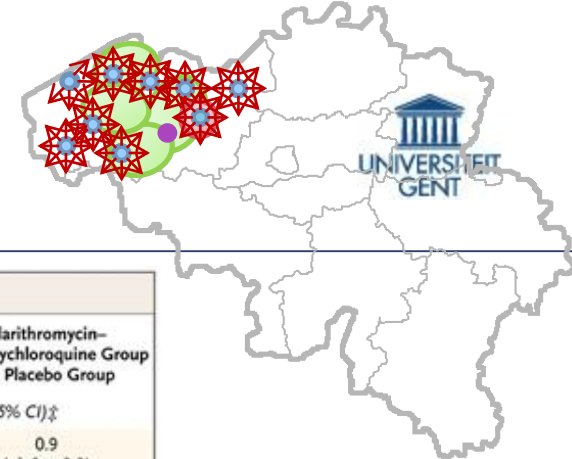 UNIVERSITEIT
GENT
larithromycin–
ychloroquine Group
Placebo Group
5% CI)‡
0.9